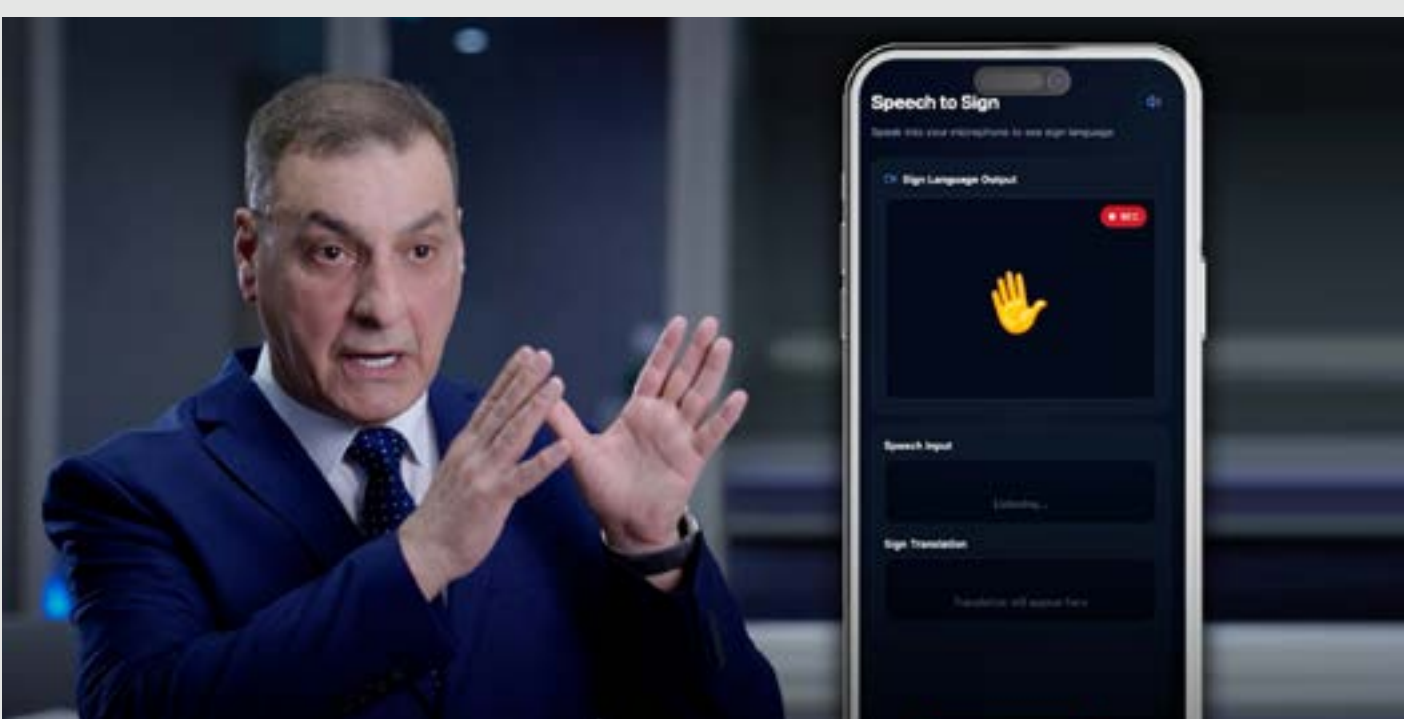 Speech to Sign
Speak into your microphone to see sign language
Sign Language Output
REC
Speech Input
Listening...
Sign Translation
Translation will appear here